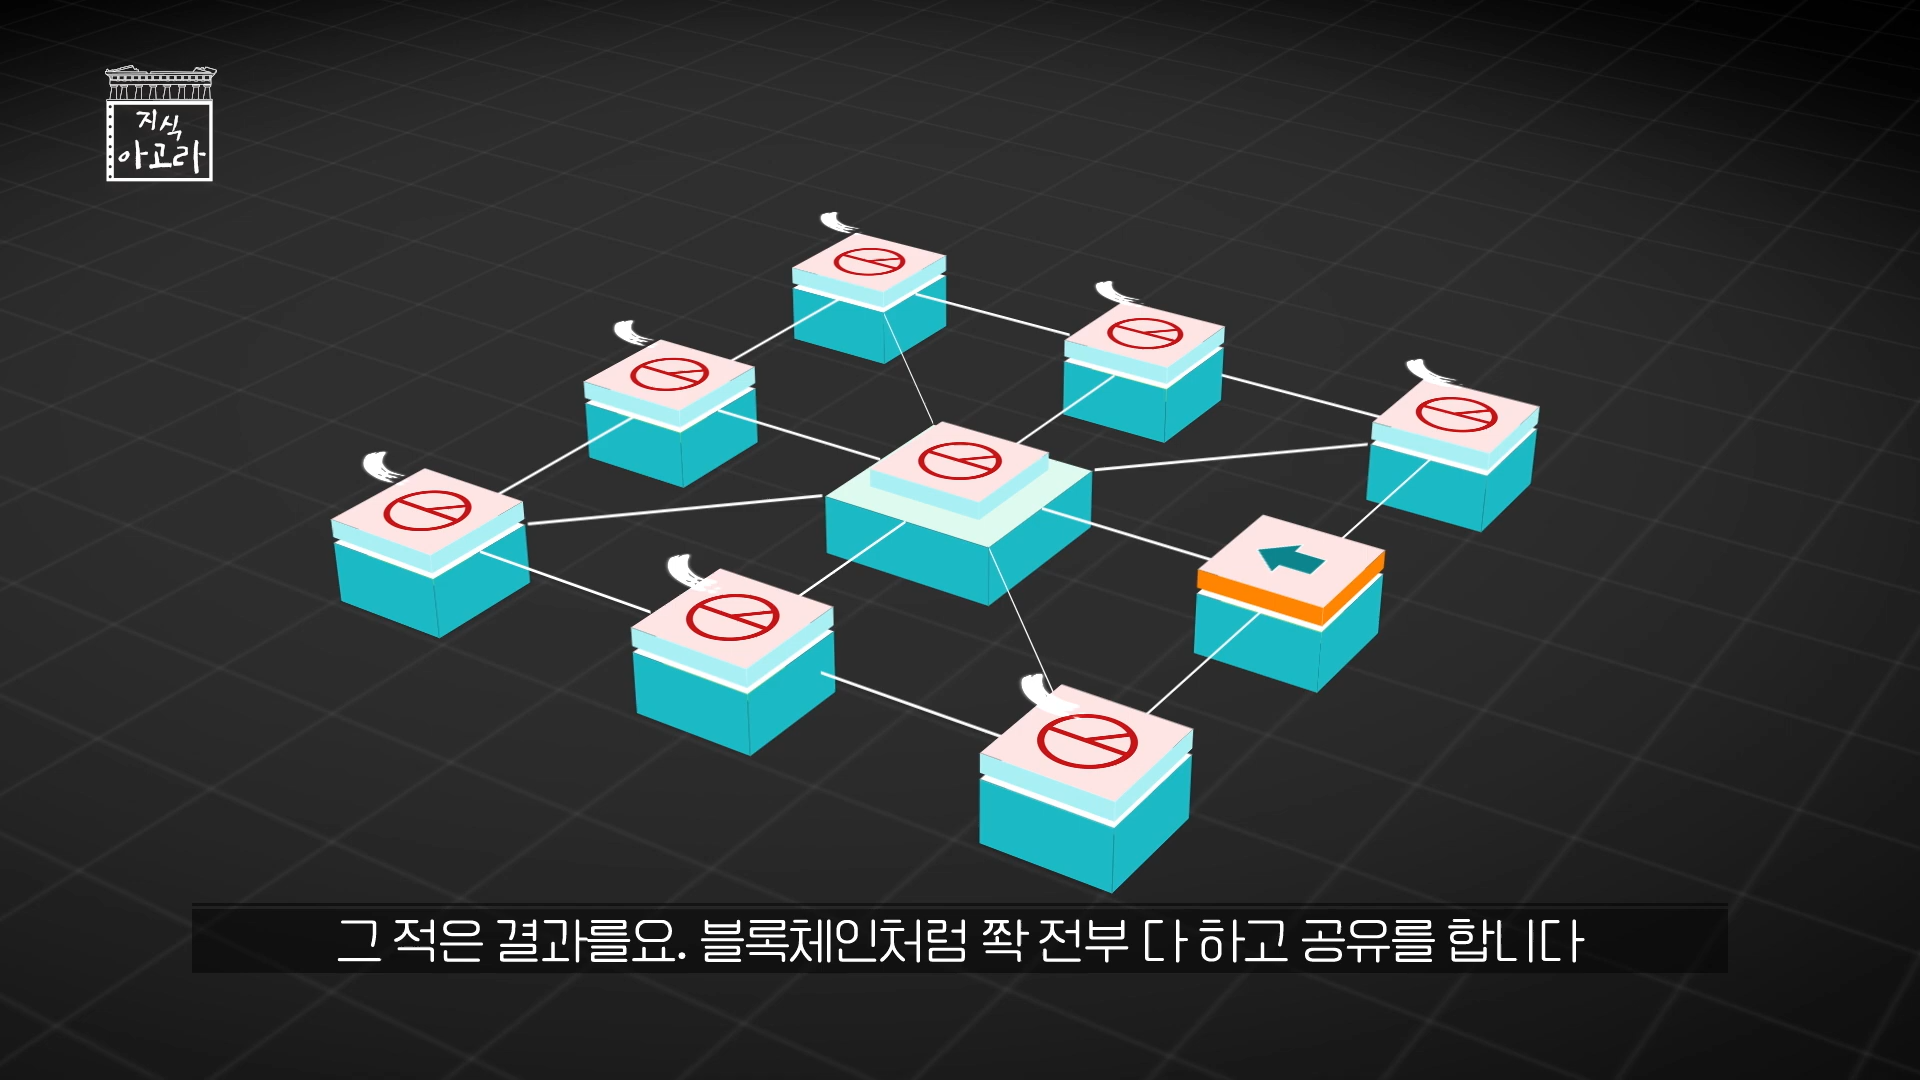 지식
아고라
그 적은 결과를요. 블록체인처럼 쫙 전부 다 하고 공유를 합니다